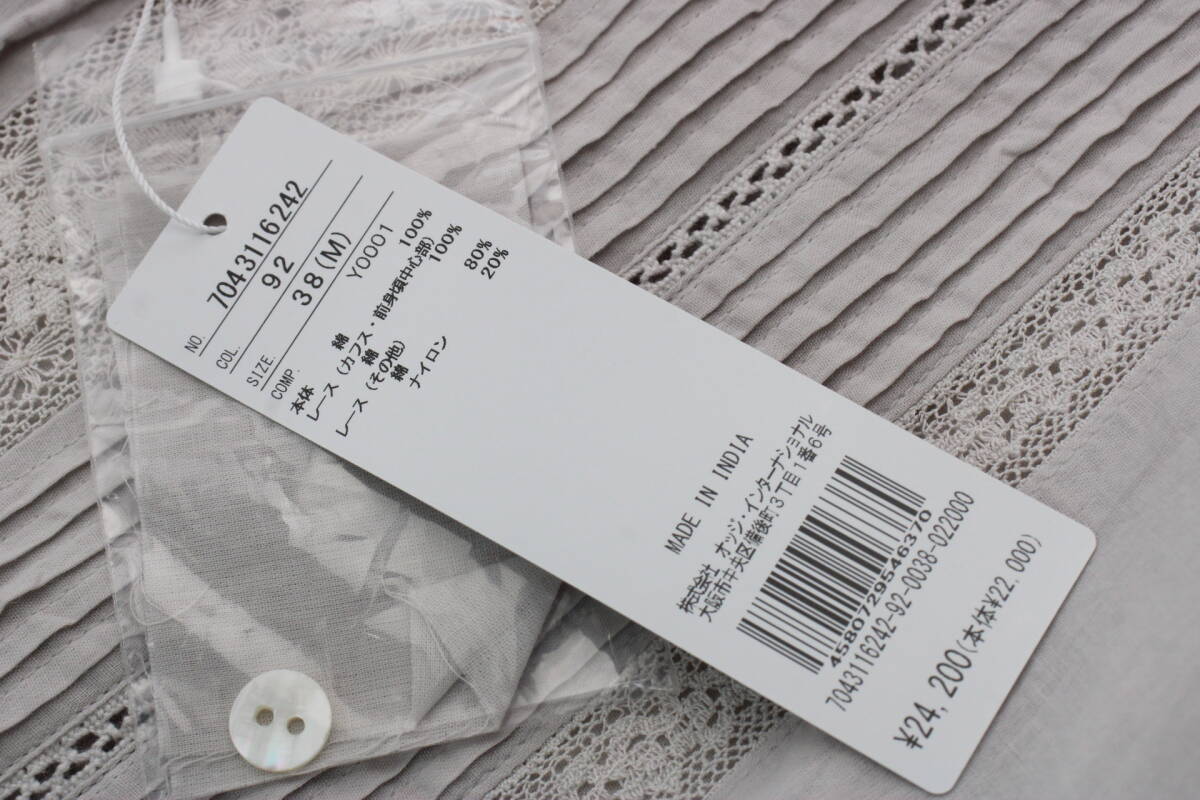 NO. 7043116242
COL. 92
SIZE. 38(M)
COMP. Y0001
本体 綿 100%
レース (カフス・前身頃中心部)
綿 100%
レース (その他)
綿 80%
ナイロン 20%
MADE IN INDIA
株式会社 オッジ・インターナショナル
大阪市中央区備後町3丁目1番6号
4580729546370
7043116242-92-0038-022000
¥24,200(本体¥22,000)